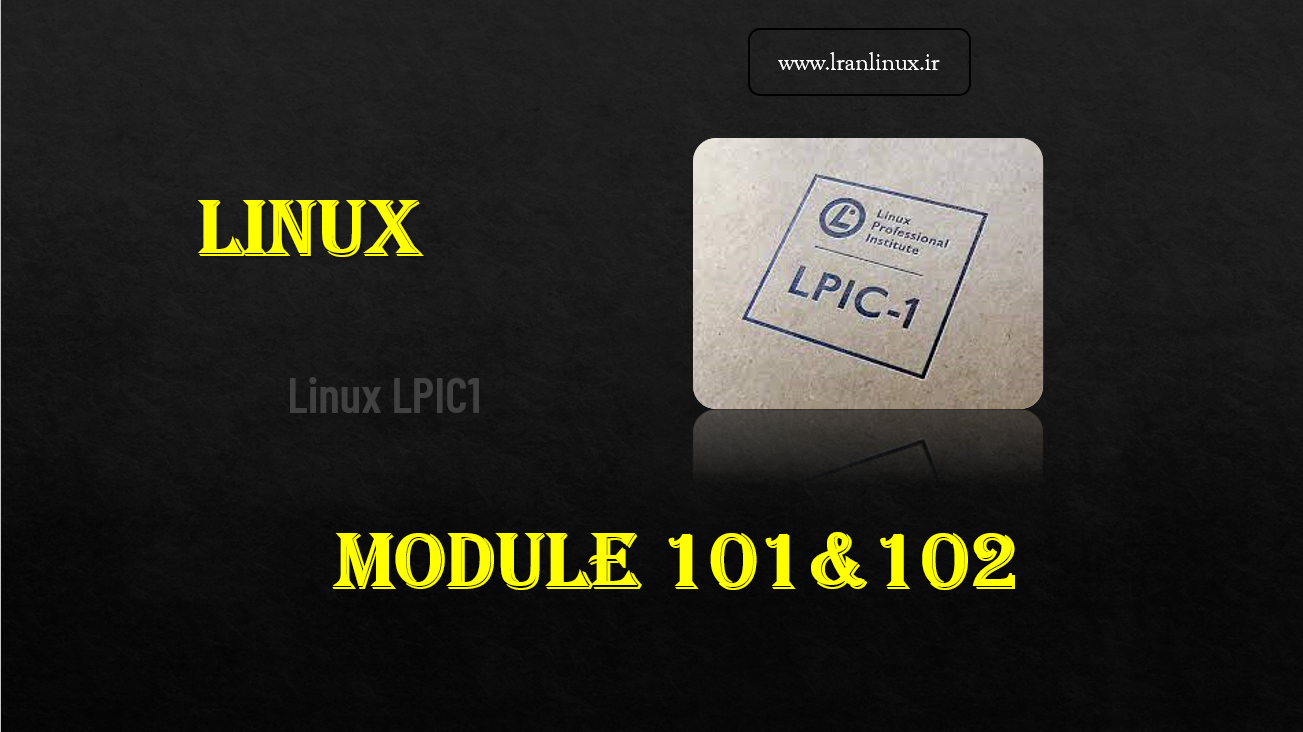 www.lranlinux.ir
LINUX
Linux
Professional
Institute
LPIC-1
Linux LPIC1
MODULE 101&102